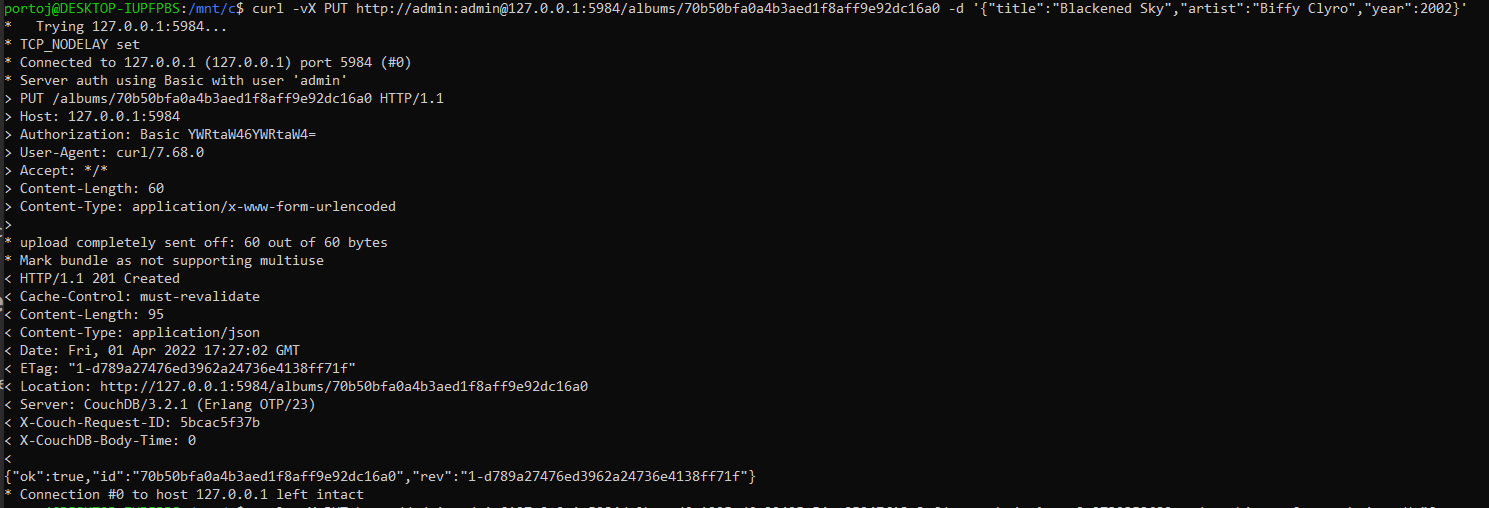 portoj@DESKTOP-IUPFPBS:/mnt/c$ curl -vX PUT http://admin:admin@127.0.0.1:5984/albums/70b50bfa0a4b3aed1f8aff9e92dc16a0 -d '{"title":"Blackened Sky","artist":"Biffy Clyro","year":2002}'
*   Trying 127.0.0.1:5984...
* TCP_NODELAY set
* Connected to 127.0.0.1 (127.0.0.1) port 5984 (#0)
* Server auth using Basic with user 'admin'
> PUT /albums/70b50bfa0a4b3aed1f8aff9e92dc16a0 HTTP/1.1
> Host: 127.0.0.1:5984
> Authorization: Basic YWRtaW46YWRtaW4=
> User-Agent: curl/7.68.0
> Accept: */*
> Content-Length: 60
> Content-Type: application/x-www-form-urlencoded
>
* upload completely sent off: 60 out of 60 bytes
* Mark bundle as not supporting multiuse
< HTTP/1.1 201 Created
< Cache-Control: must-revalidate
< Content-Length: 95
< Content-Type: application/json
< Date: Fri, 01 Apr 2022 17:27:02 GMT
< ETag: "1-d789a27476ed3962a24736e4138ff71f"
< Location: http://127.0.0.1:5984/albums/70b50bfa0a4b3aed1f8aff9e92dc16a0
< Server: CouchDB/3.2.1 (Erlang OTP/23)
< X-Couch-Request-ID: 5bcac5f37b
< X-CouchDB-Body-Time: 0
<
{"ok":true,"id":"70b50bfa0a4b3aed1f8aff9e92dc16a0","rev":"1-d789a27476ed3962a24736e4138ff71f"}
* Connection #0 to host 127.0.0.1 left intact